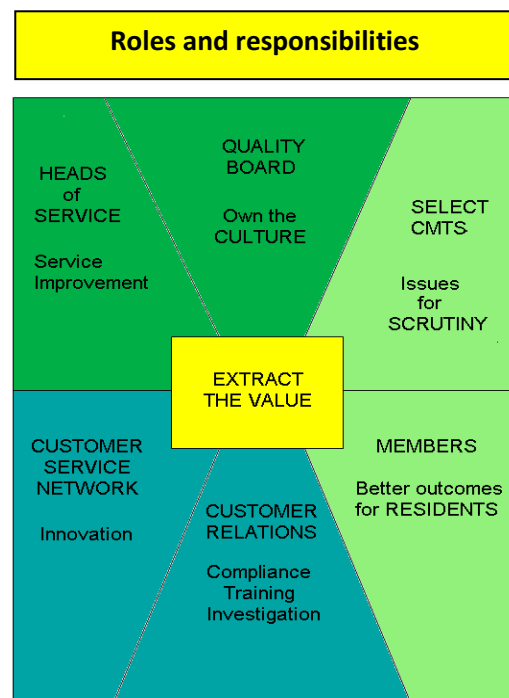 Roles and responsibilities
HEADS
of
SERVICE
Service
Improvement
QUALITY
BOARD
Own the
CULTURE
SELECT
CMTS
Issues
for
SCRUTINY
EXTRACT
THE VALUE
CUSTOMER
SERVICE
NETWORK
Innovation
CUSTOMER
RELATIONS
Compliance
Training
Investigation
MEMBERS
Better outcomes
for RESIDENTS